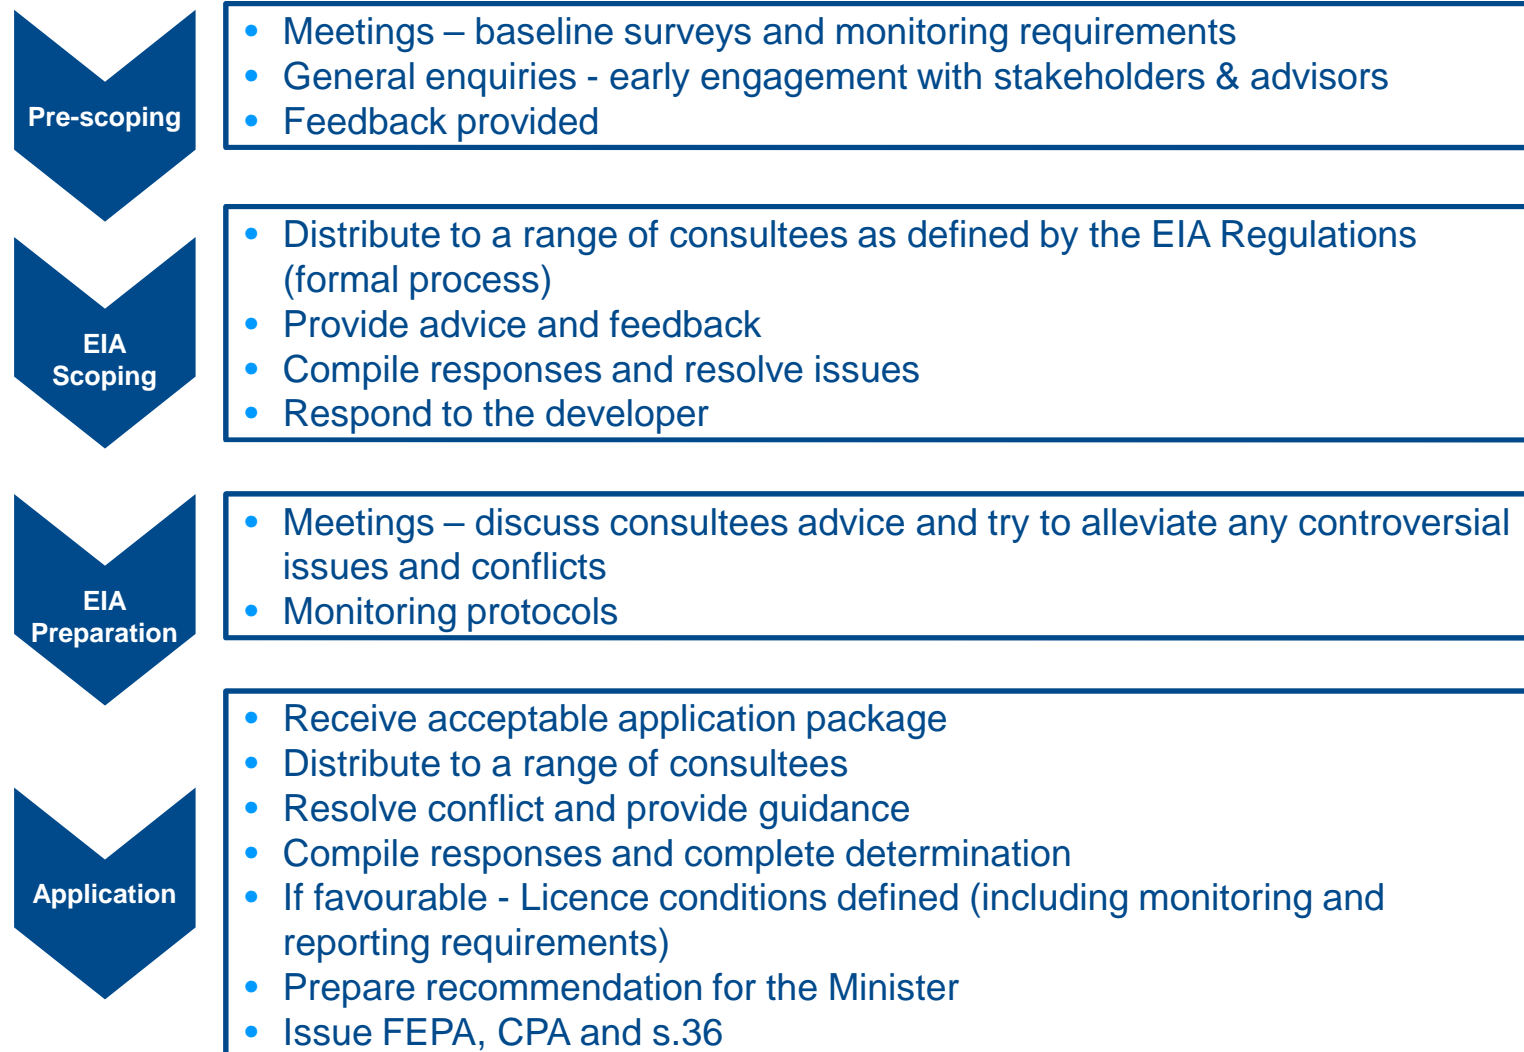 Pre-scoping
• Meetings – baseline surveys and monitoring requirements
• General enquiries - early engagement with stakeholders & advisors
• Feedback provided
EIA
Scoping
• Distribute to a range of consultees as defined by the EIA Regulations
(formal process)
• Provide advice and feedback
• Compile responses and resolve issues
• Respond to the developer
EIA
Preparation
• Meetings – discuss consultees advice and try to alleviate any controversial
issues and conflicts
• Monitoring protocols
Application
• Receive acceptable application package
• Distribute to a range of consultees
• Resolve conflict and provide guidance
• Compile responses and complete determination
• If favourable - Licence conditions defined (including monitoring and
reporting requirements)
• Prepare recommendation for the Minister
• Issue FEPA, CPA and s.36